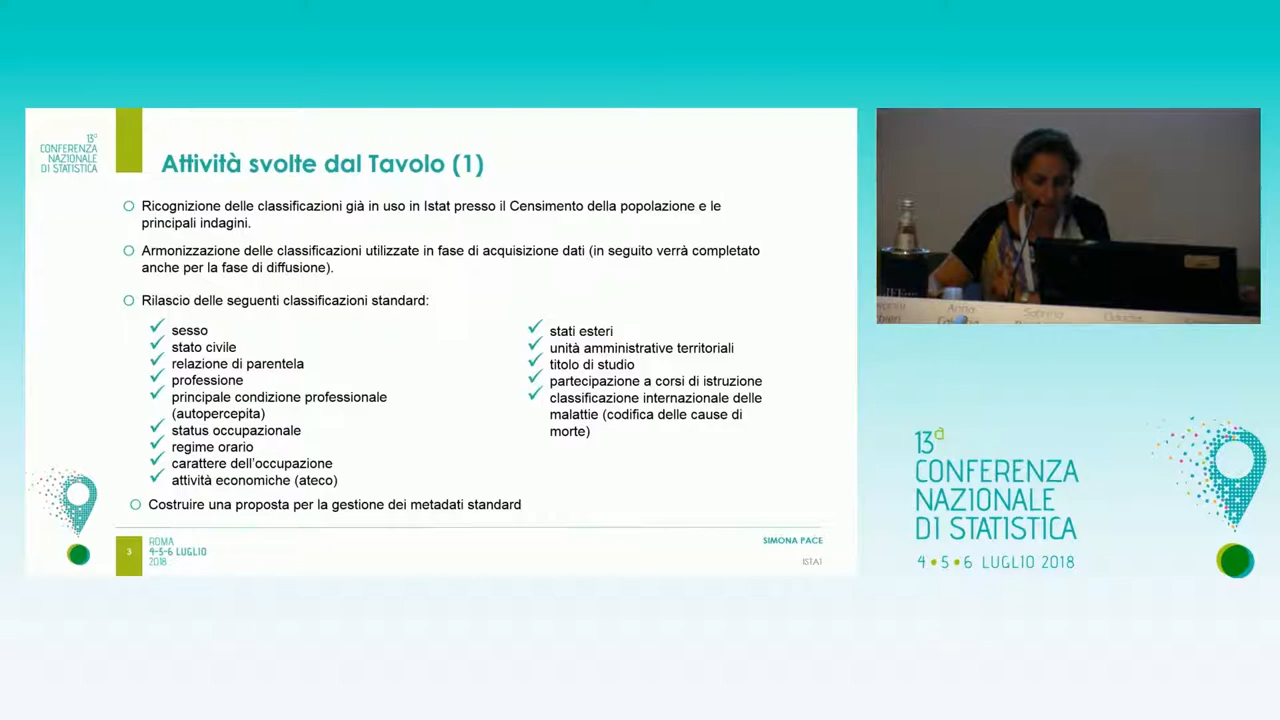 13°
CONFERENZA
NAZIONALE
DI STATISTICA
Attività svolte dal Tavolo (1)
Ricognizione delle classificazioni già in uso in Istat presso il Censimento della popolazione e le
principali indagini.
Armonizzazione delle classificazioni utilizzate in fase di acquisizione dati (in seguito verrà completato
anche per la fase di diffusione).
Rilascio delle seguenti classificazioni standard:
sesso
stato civile
relazione di parentela
professione
principale condizione professionale
(autopercepita)
status occupazionale
regime orario
carattere dell'occupazione
attività economiche (ateco)
stati esteri
unità amministrative territoriali
titolo di studio
partecipazione a corsi di istruzione
classificazione internazionale delle
malattie (codifica delle cause di
morte)
Costruire una proposta per la gestione dei metadati standard
3
ROMA
4-5-6 LUGLIO
2018
SIMONA PACE
ISTAT
Anna
Sabrina
Claudia
13ª
CONFERENZA
NAZIONALE
DI STATISTICA
4•5•6 LUGLIO 2018